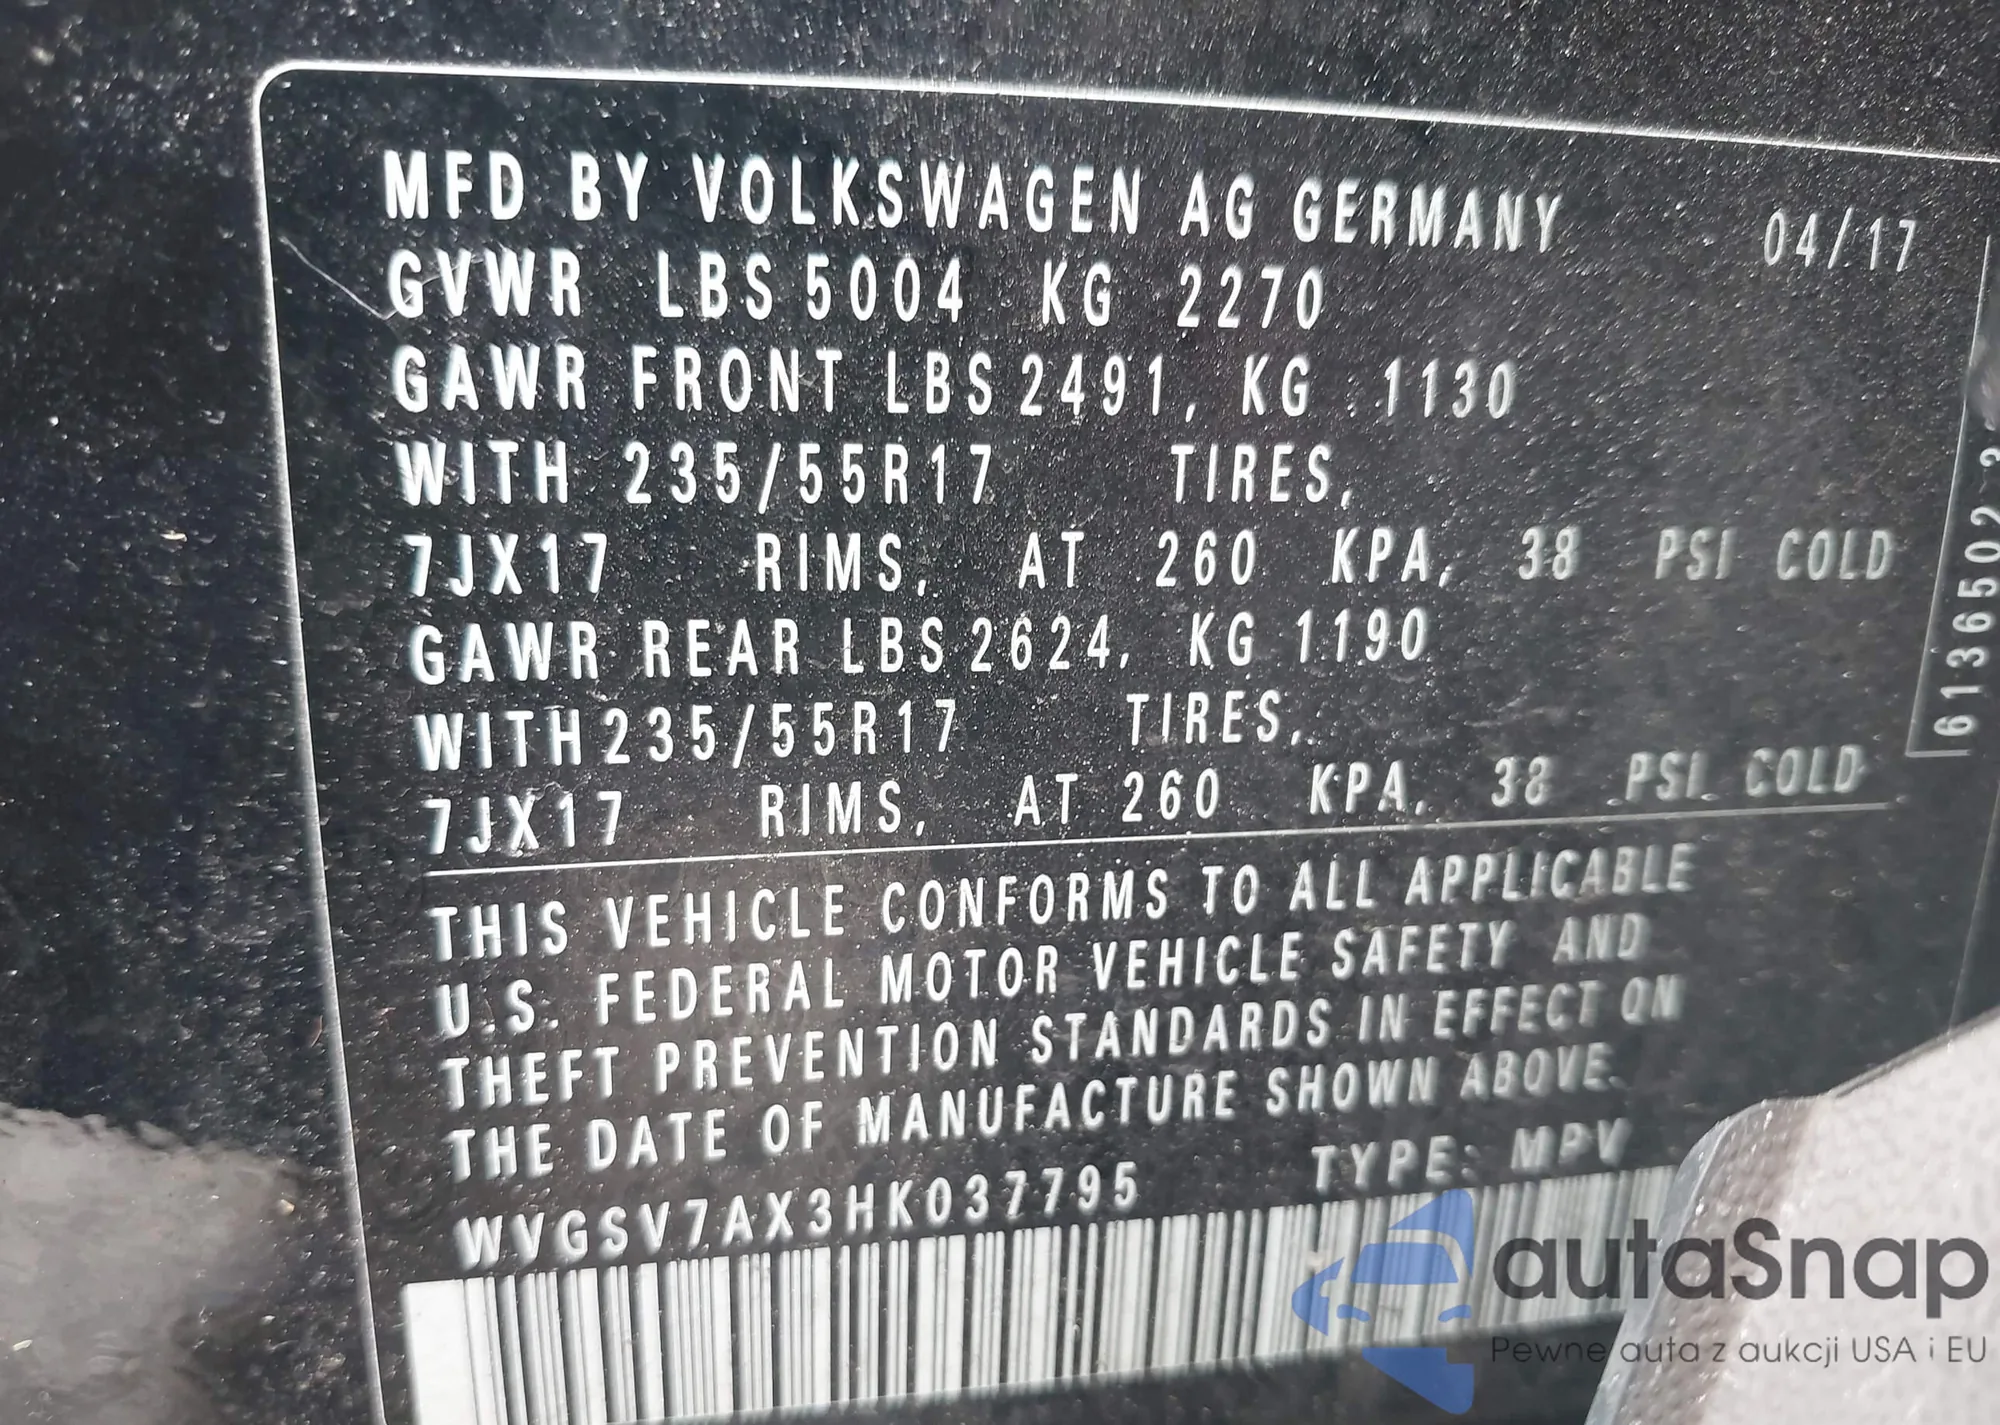 MFD BY VOLKSWAGEN AG GERMANY 04/17
GVWR LBS 5004 KG 2270
GAWR FRONT LBS 2491, KG 1130
WITH 235/55R17 TIRES,
7JX17 RIMS, AT 260 KPA, 38 PSI COLD
GAWR REAR LBS 2624, KG 1190
WITH 235/55R17 TIRES,
7JX17 RIMS, AT 260 KPA, 38 PSI COLD
THIS VEHICLE CONFORMS TO ALL APPLICABLE
U.S. FEDERAL MOTOR VEHICLE SAFETY AND
THEFT PREVENTION STANDARDS IN EFFECT ON
THE DATE OF MANUFACTURE SHOWN ABOVE.
WVGSV7AX3HK037795 TYPE: MPV
6136502
autaSnap
Pewne auta z aukcji USA i EU